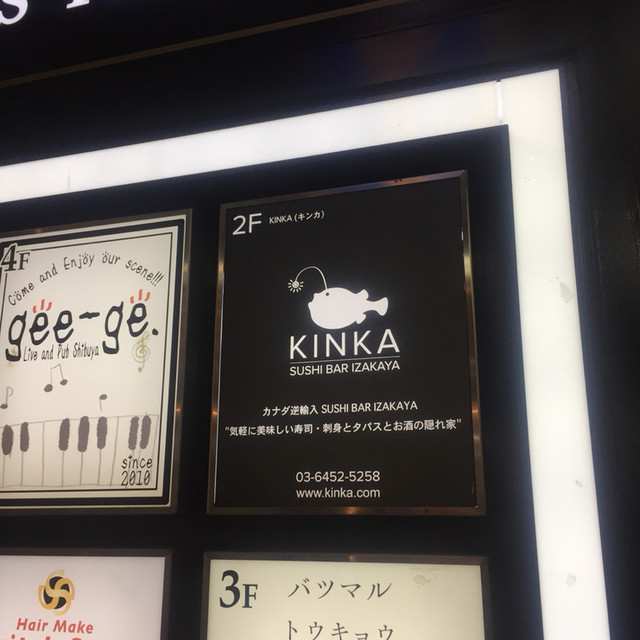 4F
Come and Enjoy our scene!!!
gee-ge.
Live and Pub Shibuya
since
2010
2F KINKA (キンカ)
KINKA
SUSHI BAR IZAKAYA
カナダ逆輸入 SUSHI BAR IZAKAYA
"気軽に美味しい寿司・刺身とタパスとお酒の隠れ家"
03-6452-5258
www.kinka.com
Hair Make
3F バツマル
トウキョウ